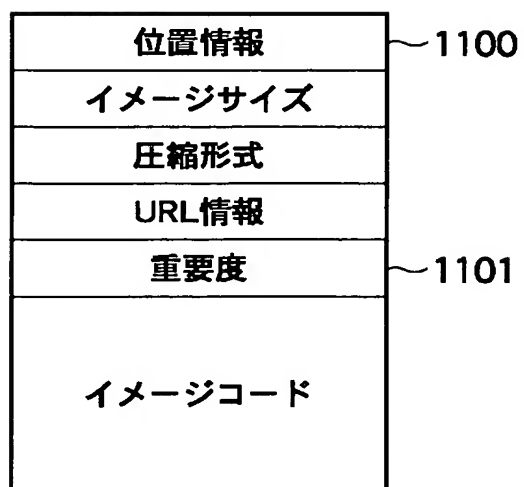 位置情報 1100
イメージサイズ
圧縮形式
URL情報
重要度 1101
イメージコード